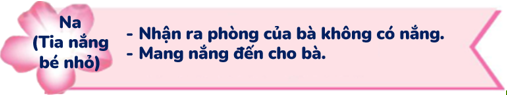 Na
(Tia nắng
bé nhỏ)
- Nhận ra phòng của bà không có nắng.
- Mang nắng đến cho bà.